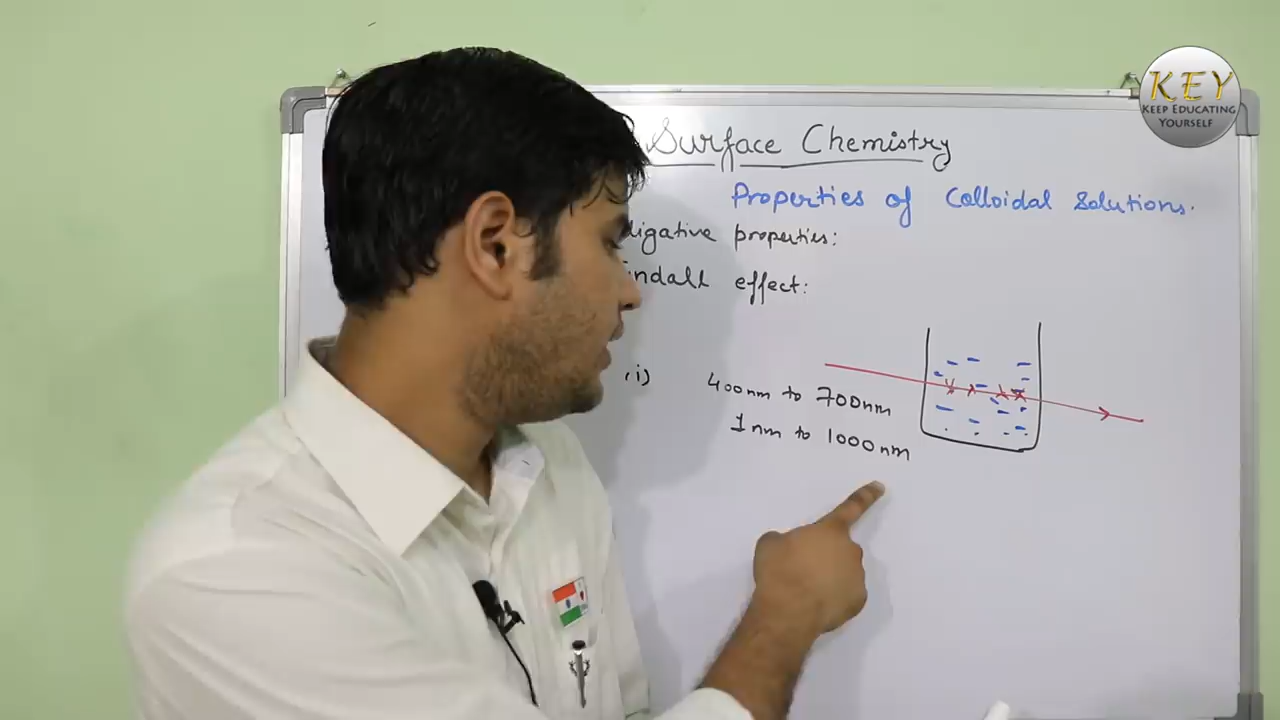 KEY
KEEP EDUCATING
YOURSELF
Surface Chemistry
Properties of Colloidal Solutions.
ligative properties:
indall effect:
i)
400nm to 700nm
1nm to 1000nm